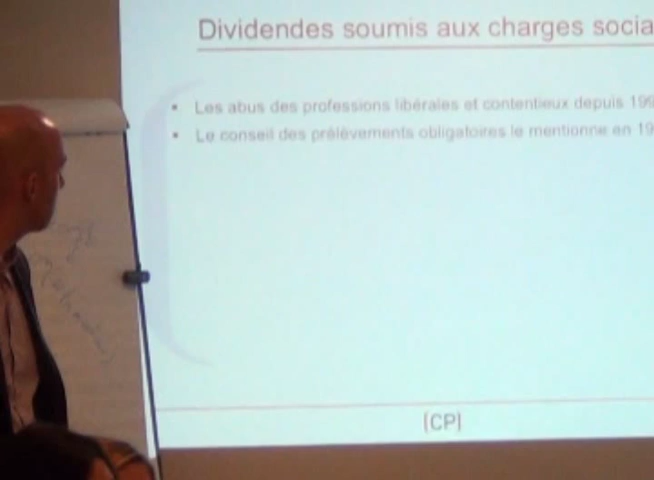 Dividendes soumis aux charges socia
• Les abus des professions libérales et contentieux depuis 199
• Le conseil des prélèvements obligatoires le mentionne en 19
[CP]